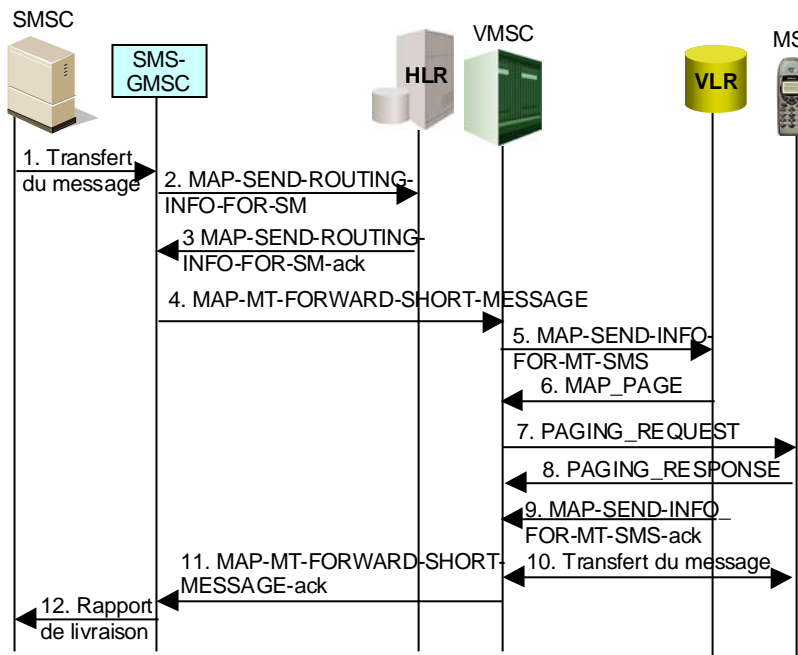 SMSC
SMS-
GMSC
HLR
VMSC
VLR
MS
1. Transfert
du message
2. MAP-SEND-ROUTING-
INFO-FOR-SM
3 MAP-SEND-ROUTING-
INFO-FOR-SM-ack
4. MAP-MT-FORWARD-SHORT-MESSAGE
5. MAP-SEND-INFO-
FOR-MT-SMS
6. MAP_PAGE
7. PAGING_REQUEST
8. PAGING_RESPONSE
9. MAP-SEND-INFO_
FOR-MT-SMS-ack
10. Transfert du message
11. MAP-MT-FORWARD-SHORT-
MESSAGE-ack
12. Rapport
de livraison